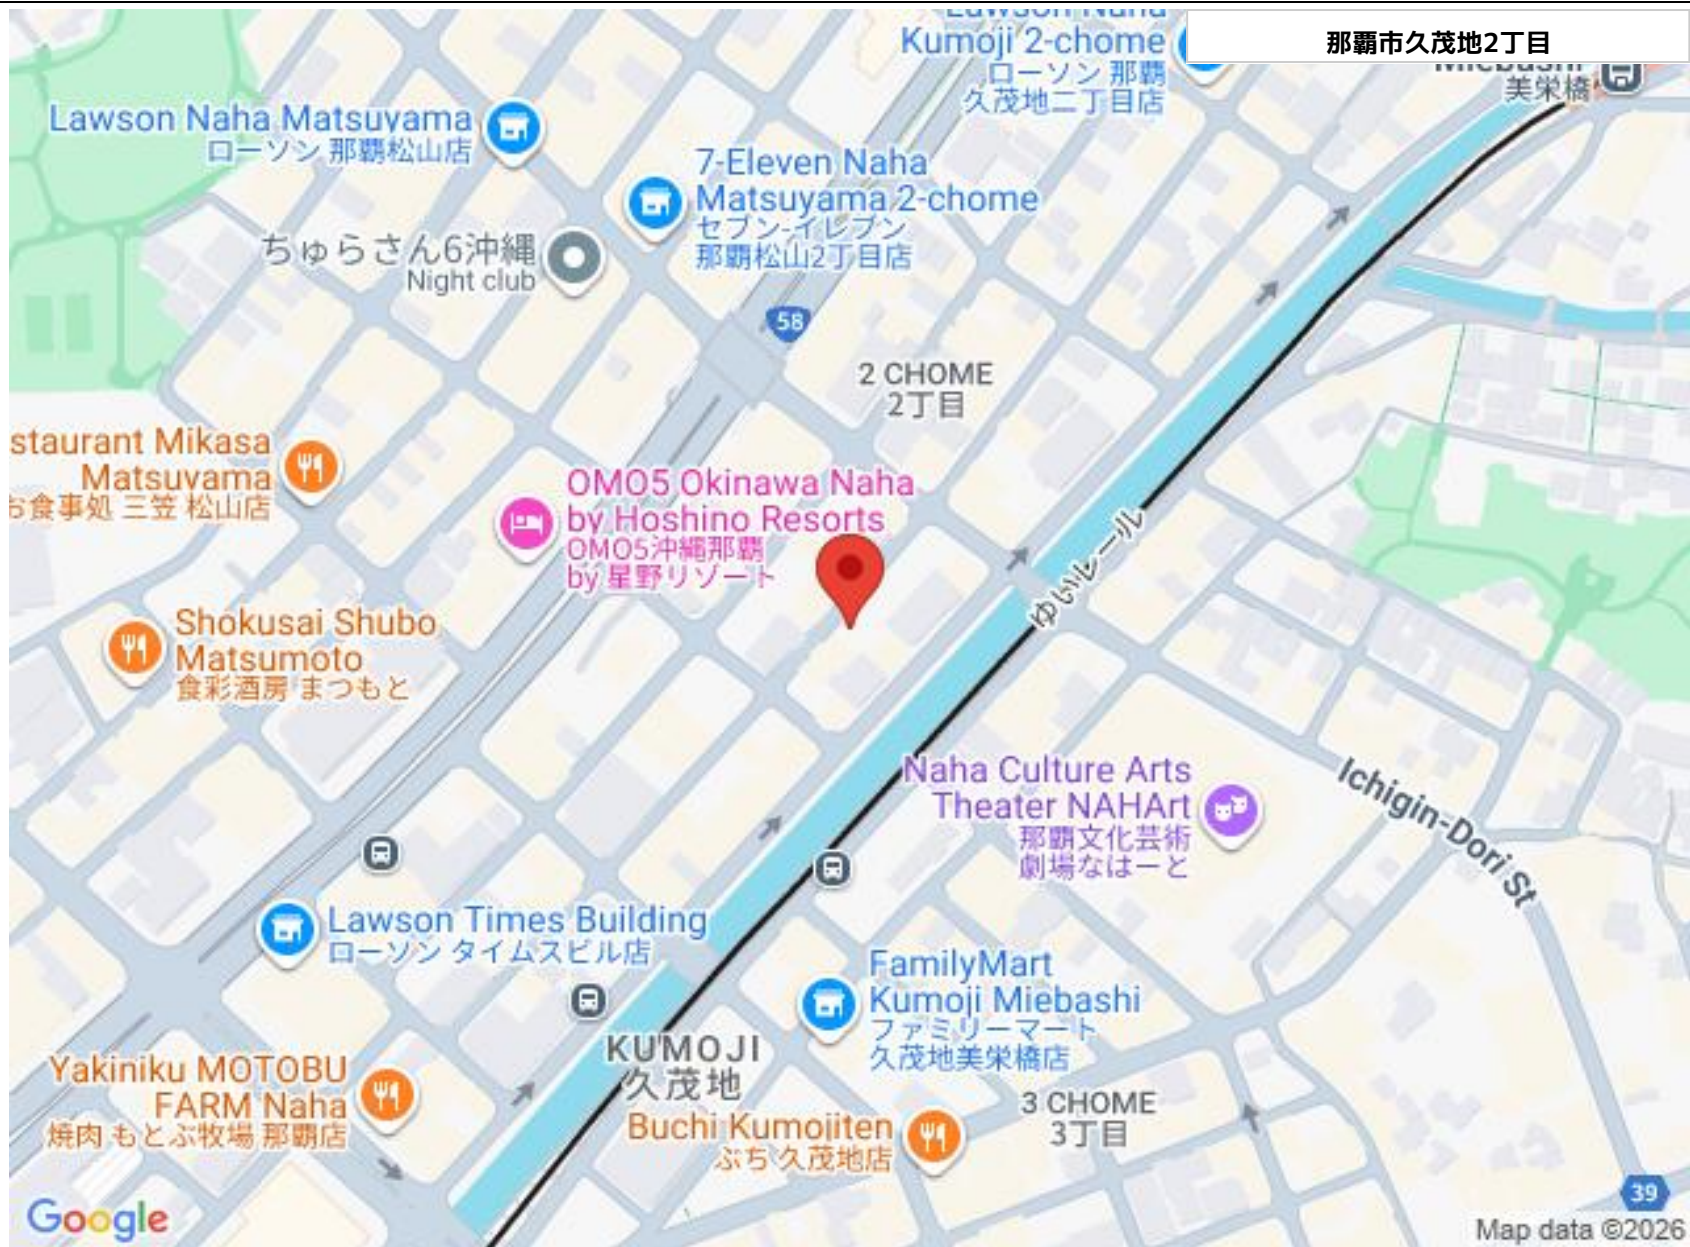 Lawson Naha
Kumoji 2-chome
ローソン 那覇
久茂地二丁目店
那覇市久茂地2丁目
Miebashi
美栄橋
Lawson Naha Matsuyama
ローソン 那覇松山店
7-Eleven Naha
Matsuyama 2-chome
セブン-イレブン
那覇松山2丁目店
ちゅらさん6沖縄
Night club
58
2 CHOME
2丁目
staurant Mikasa
Matsuyama
お食事処 三笠 松山店
OMO5 Okinawa Naha
by Hoshino Resorts
OMO5沖縄那覇
by 星野リゾート
ゆいレール
Shokusai Shubo
Matsumoto
食彩酒房 まつもと
Naha Culture Arts
Theater NAHArt
那覇文化芸術
劇場なはーと
Ichigin-Dori St
Lawson Times Building
ローソン タイムスビル店
FamilyMart
Kumoji Miebashi
ファミリーマート
久茂地美栄橋店
KUMOJI
久茂地
Yakiniku MOTOBU
FARM Naha
焼肉 もとぶ牧場 那覇店
Buchi Kumojiten
ぶち 久茂地店
3 CHOME
3丁目
39
Google
Map data ©2026